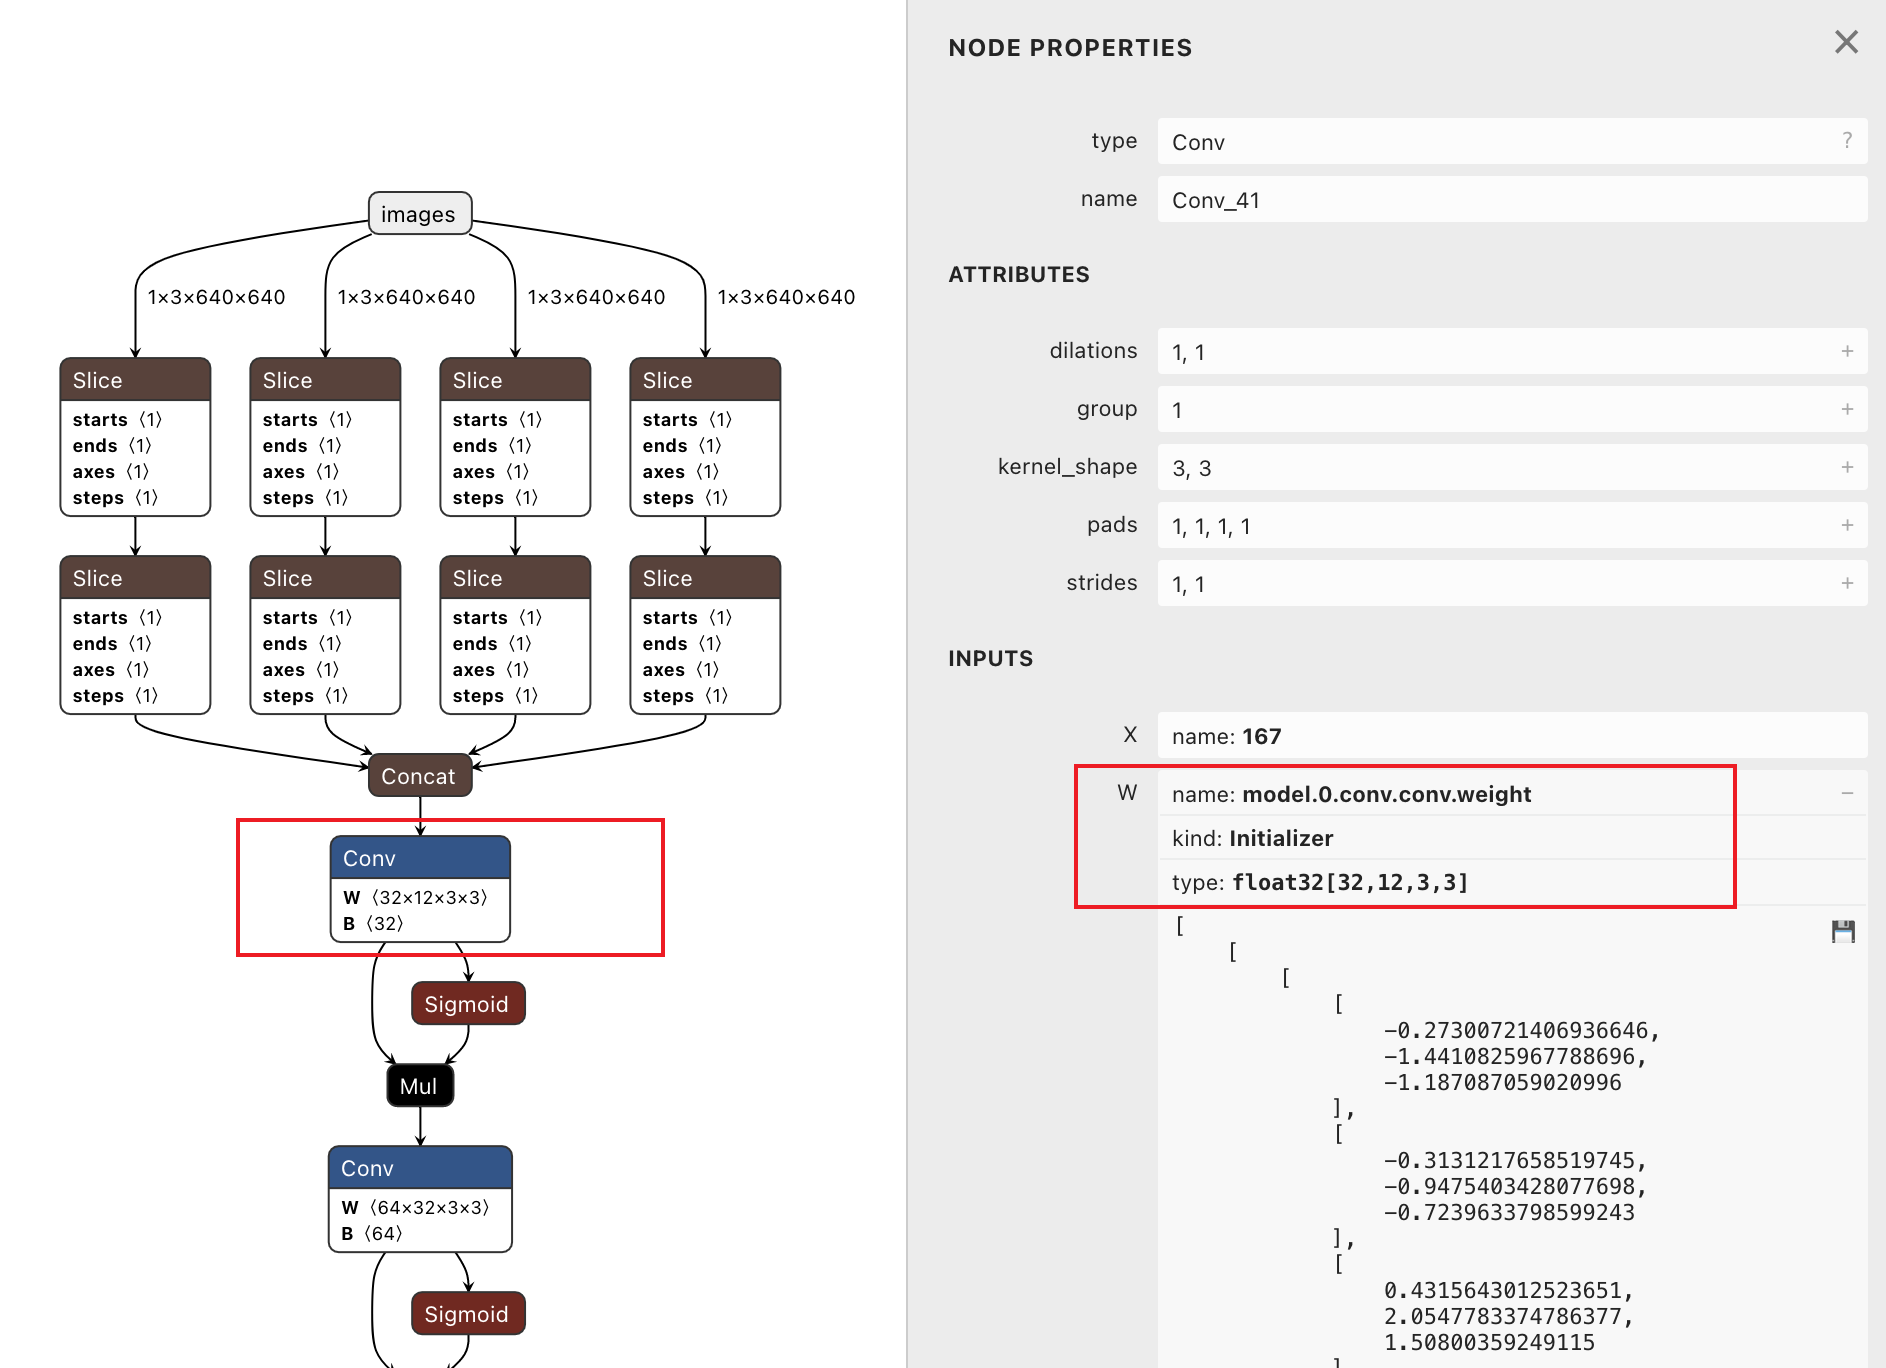 images
1×3×640×640 1×3×640×640 1×3×640×640 1×3×640×640
Slice Slice Slice Slice
starts ⟨1⟩ starts ⟨1⟩ starts ⟨1⟩ starts ⟨1⟩
ends ⟨1⟩ ends ⟨1⟩ ends ⟨1⟩ ends ⟨1⟩
axes ⟨1⟩ axes ⟨1⟩ axes ⟨1⟩ axes ⟨1⟩
steps ⟨1⟩ steps ⟨1⟩ steps ⟨1⟩ steps ⟨1⟩
Slice Slice Slice Slice
starts ⟨1⟩ starts ⟨1⟩ starts ⟨1⟩ starts ⟨1⟩
ends ⟨1⟩ ends ⟨1⟩ ends ⟨1⟩ ends ⟨1⟩
axes ⟨1⟩ axes ⟨1⟩ axes ⟨1⟩ axes ⟨1⟩
steps ⟨1⟩ steps ⟨1⟩ steps ⟨1⟩ steps ⟨1⟩
Concat
Conv
W ⟨32×12×3×3⟩
B ⟨32⟩
Sigmoid
Mul
Conv
W ⟨64×32×3×3⟩
B ⟨64⟩
Sigmoid
NODE PROPERTIES
type Conv ?
name Conv_41
ATTRIBUTES
dilations 1, 1 +
group 1 +
kernel_shape 3, 3 +
pads 1, 1, 1, 1 +
strides 1, 1 +
INPUTS
X name: 167
W name: model.0.conv.conv.weight −
kind: Initializer
type: float32[32,12,3,3]
[
[
[
[
−0.27300721406936646,
−1.4410825967788696,
−1.187087059020996
],
[
−0.3131217658519745,
−0.9475403428077698,
−0.7239633798599243
],
[
0.4315643012523651,
2.0547783374786377,
1.50800359249115
]